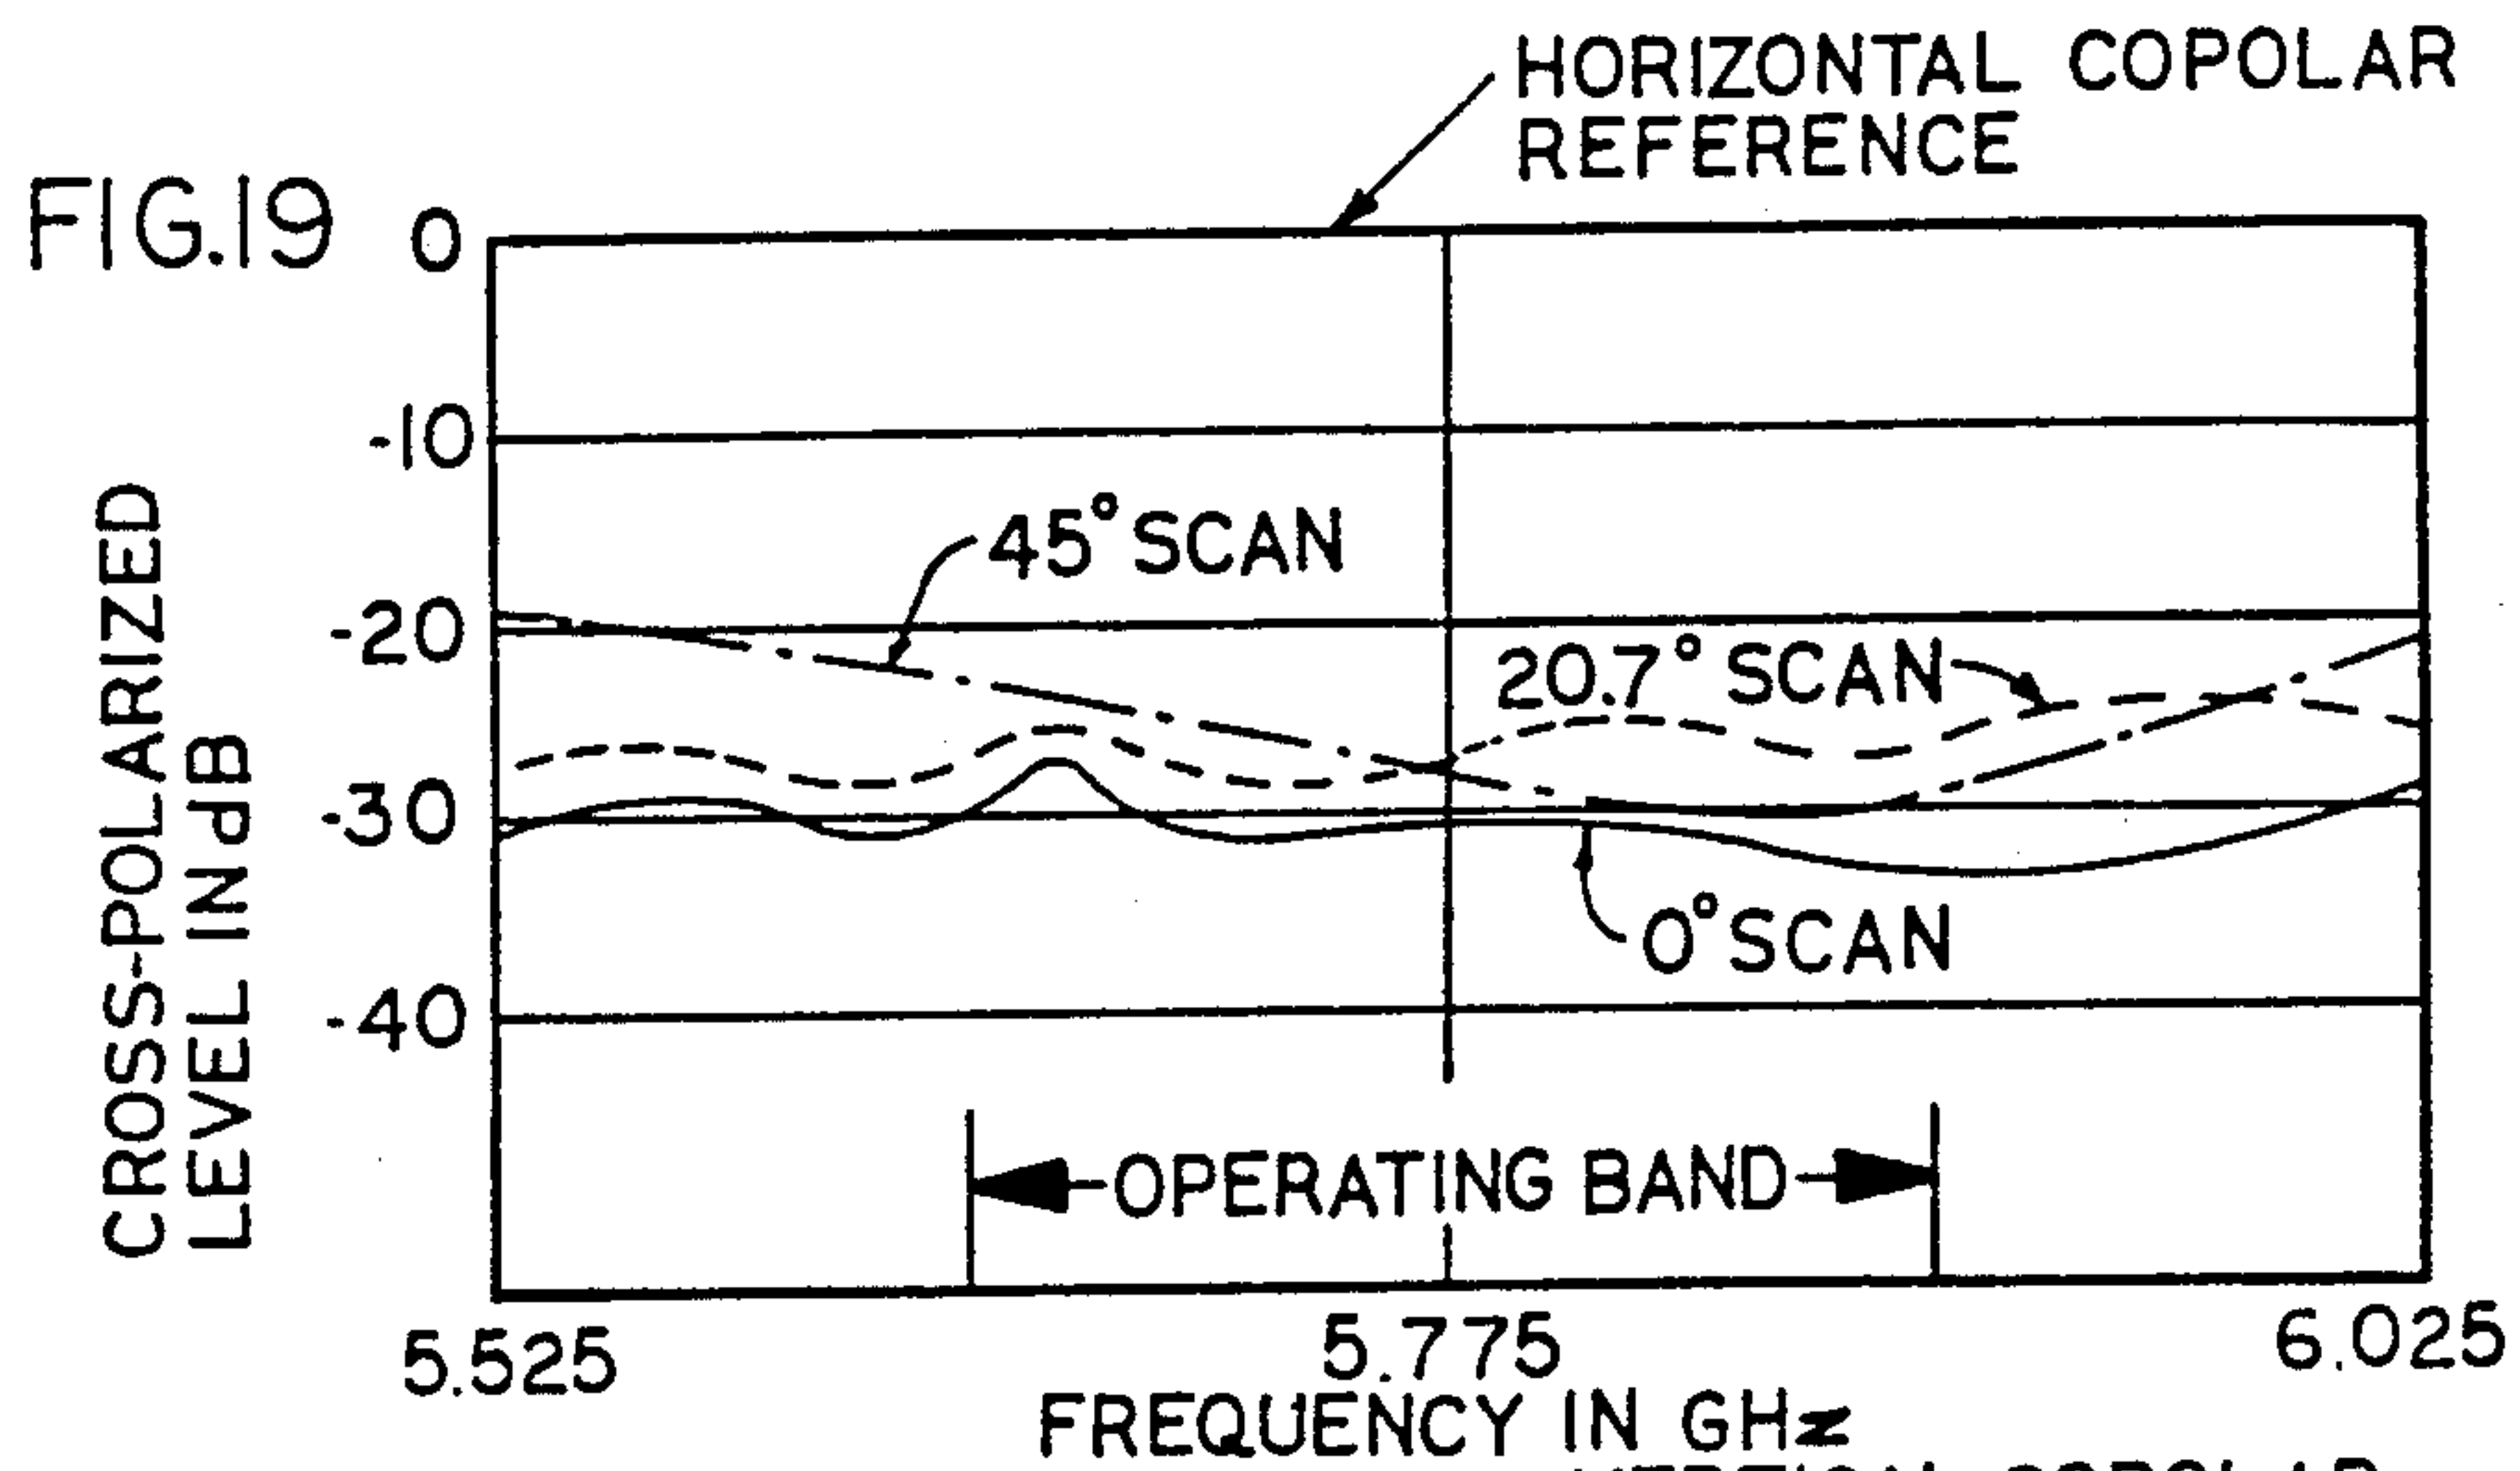 HORIZONTAL COPOLAR
REFERENCE
FIG.19
0
-10
-20
-30
-40
CROSS-POLARIZED
LEVEL IN dB
45° SCAN
20.7° SCAN
0° SCAN
OPERATING BAND
5.525
5.775
6.025
FREQUENCY IN GHz